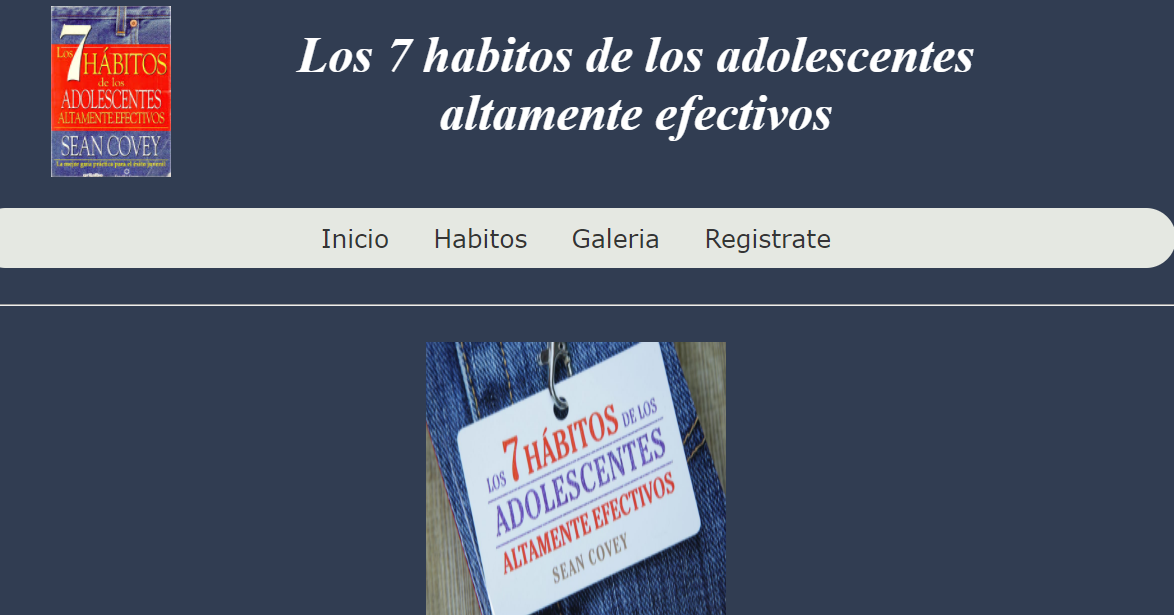 LOS 7 HÁBITOS
de los
ADOLESCENTES
ALTAMENTE EFECTIVOS
SEAN COVEY
La mejor guía práctica para el éxito juvenil
Los 7 habitos de los adolescentes
altamente efectivos
Inicio Habitos Galeria Registrate
LOS 7 HÁBITOS DE LOS
ADOLESCENTES
ALTAMENTE EFECTIVOS
SEAN COVEY